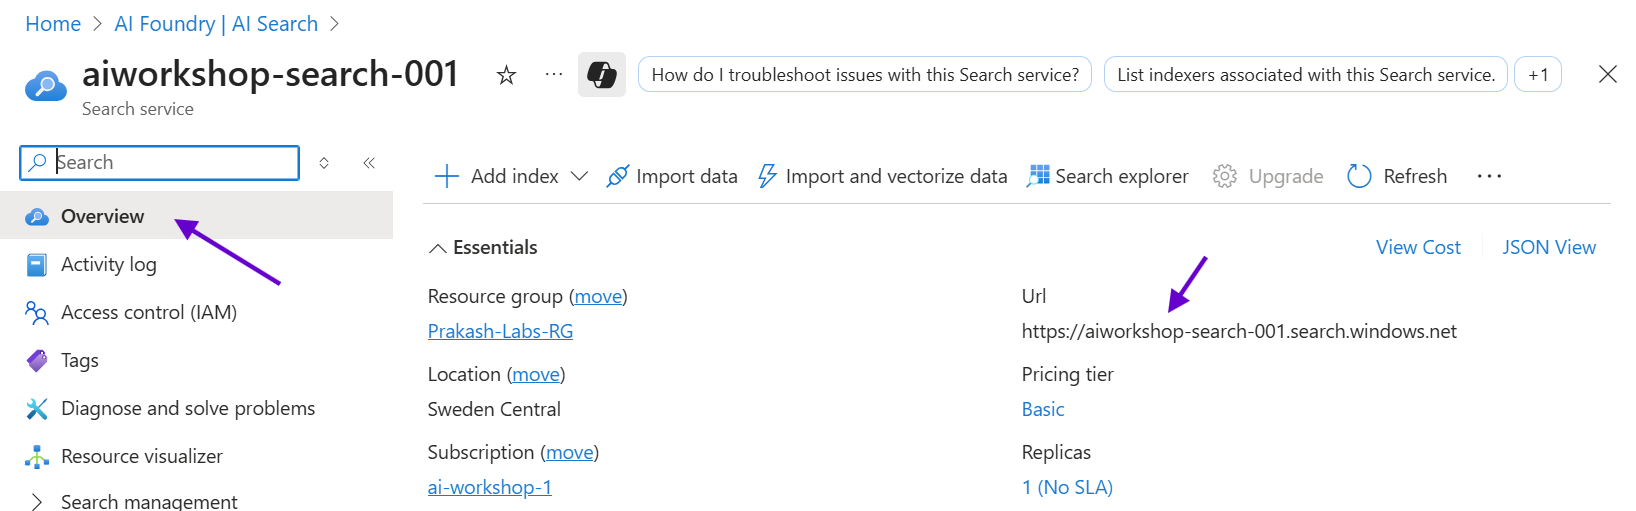 Home > AI Foundry | AI Search >
aiworkshop-search-001
Search service
How do I troubleshoot issues with this Search service?
List indexers associated with this Search service.
+1
Search
Overview
Activity log
Access control (IAM)
Tags
Diagnose and solve problems
Resource visualizer
Search management
Add index
Import data
Import and vectorize data
Search explorer
Upgrade
Refresh
Essentials
View Cost
JSON View
Resource group (move)
Prakash-Labs-RG
Location (move)
Sweden Central
Subscription (move)
ai-workshop-1
Url
https://aiworkshop-search-001.search.windows.net
Pricing tier
Basic
Replicas
1 (No SLA)